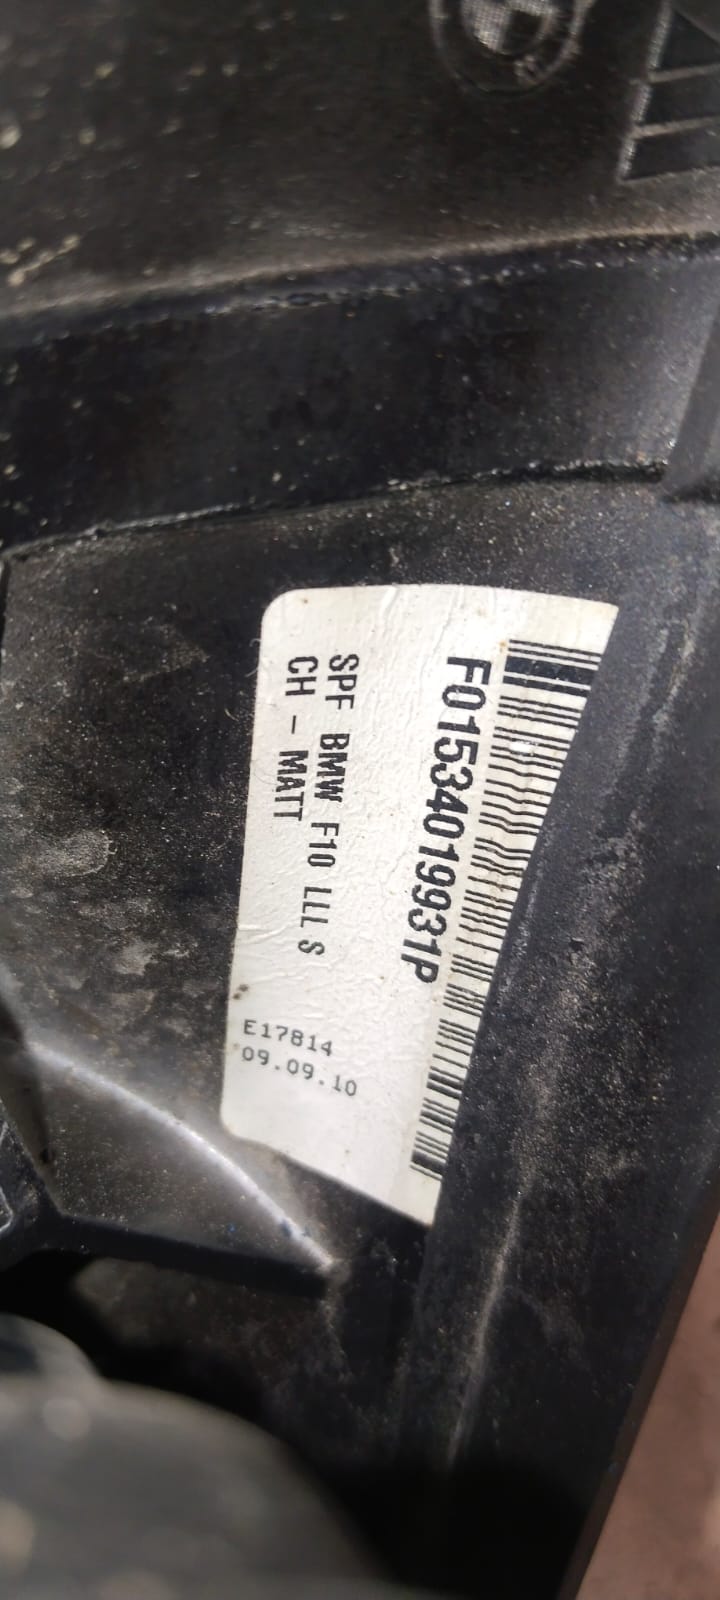 F01534019931P
SPF BMW F10 LLL S
CH - MATT
E17814
09.09.10